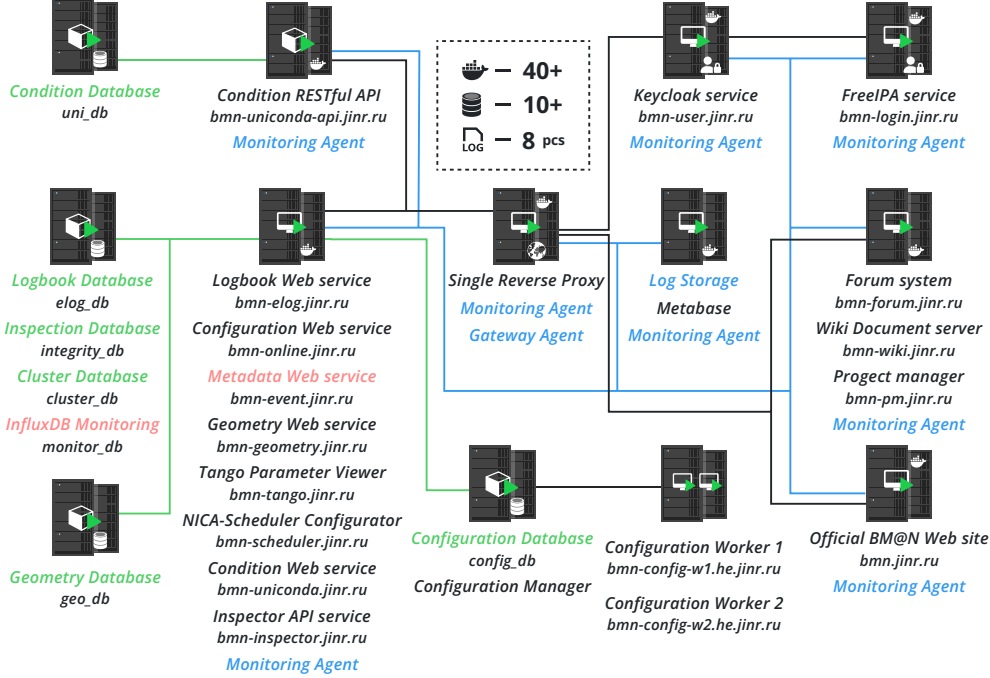 Condition Database
uni_db
Condition RESTful API
bmn-uniconda-api.jinr.ru
Monitoring Agent
– 40+
– 10+
LOG – 8 pcs
Keycloak service
bmn-user.jinr.ru
Monitoring Agent
FreeIPA service
bmn-login.jinr.ru
Monitoring Agent
Logbook Database
elog_db
Inspection Database
integrity_db
Cluster Database
cluster_db
InfluxDB Monitoring
monitor_db
Geometry Database
geo_db
Logbook Web service
bmn-elog.jinr.ru
Configuration Web service
bmn-online.jinr.ru
Metadata Web service
bmn-event.jinr.ru
Geometry Web service
bmn-geometry.jinr.ru
Tango Parameter Viewer
bmn-tango.jinr.ru
NICA-Scheduler Configurator
bmn-scheduler.jinr.ru
Condition Web service
bmn-uniconda.jinr.ru
Inspector API service
bmn-inspector.jinr.ru
Monitoring Agent
Single Reverse Proxy
Monitoring Agent
Gateway Agent
Log Storage
Metabase
Monitoring Agent
Forum system
bmn-forum.jinr.ru
Wiki Document server
bmn-wiki.jinr.ru
Progect manager
bmn-pm.jinr.ru
Monitoring Agent
Configuration Database
config_db
Configuration Manager
Configuration Worker 1
bmn-config-w1.he.jinr.ru
Configuration Worker 2
bmn-config-w2.he.jinr.ru
Official BM@N Web site
bmn.jinr.ru
Monitoring Agent